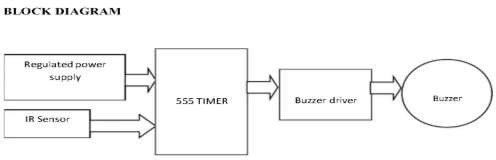 BLOCK DIAGRAM
Regulated power
supply
IR Sensor
555 TIMER
Buzzer driver
Buzzer